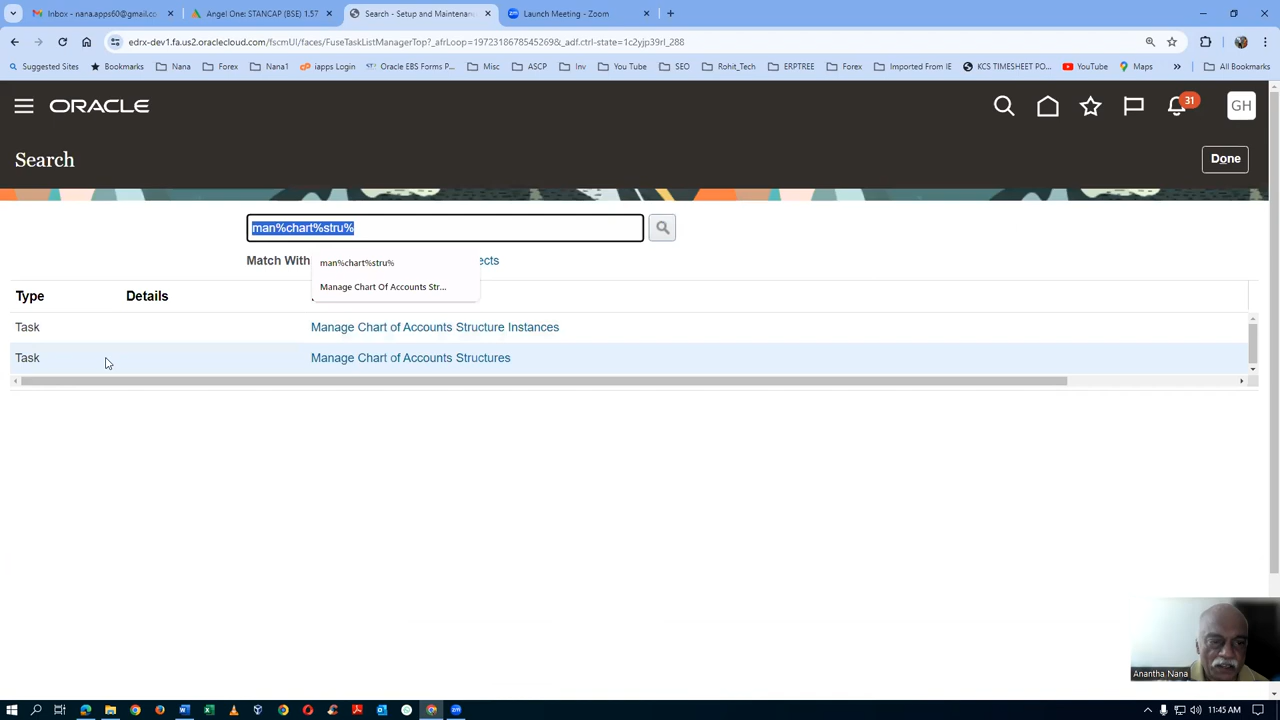 Inbox - nana.apps60@gmail.co
Angel One: STANCAP (BSE) 1.57
Search - Setup and Maintenanc
Launch Meeting - Zoom
edrx-dev1.fa.us2.oraclecloud.com/fscmUI/faces/FuseTaskListManagerTop?_afrLoop=1972318678545269&_adf.ctrl-state=1c2yjp39rl_288
Suggested Sites
Bookmarks
Nana
Forex
Nana1
iapps Login
Oracle EBS Forms P...
Misc
ASCP
Inv
You Tube
SEO
Rohit_Tech
ERPTREE
Forex
Imported From IE
KCS TIMESHEET PO...
YouTube
Maps
All Bookmarks
ORACLE
31
GH
Search
Done
man%chart%stru%
Match With
ects
man%chart%stru%
Manage Chart Of Accounts Str...
Type
Details
Task
Manage Chart of Accounts Structure Instances
Task
Manage Chart of Accounts Structures
Anantha Nana
11:45 AM